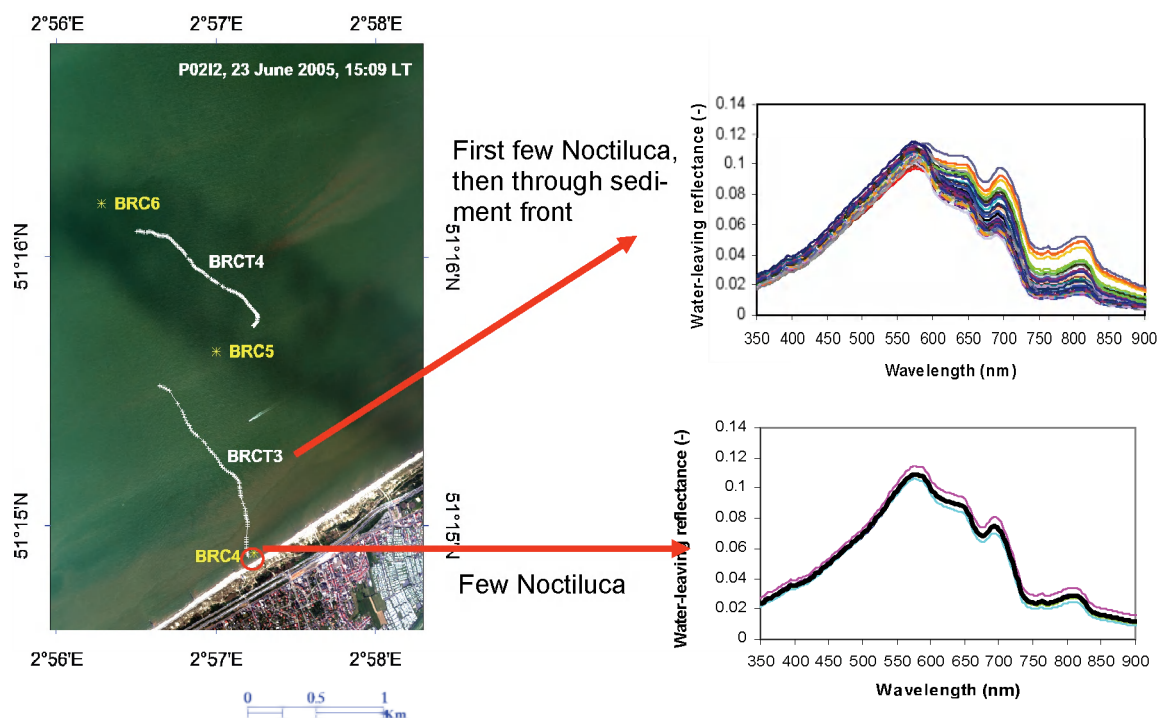 2°56'E 2°57'E 2°58'E
P02I2, 23 June 2005, 15:09 LT
BRC6
BRCT4
BRC5
BRCT3
BRC4
51°16'N
51°15'N
51°16'N
51°15'N
2°56'E 2°57'E 2°58'E
0 0.5 1
Km
First few Noctiluca,
then through sedi-
ment front
Few Noctiluca
Water-leaving reflectance (-)
0.14
0.12
0.1
0.08
0.06
0.04
0.02
0
350 400 450 500 550 600 650 700 750 800 850 900
Wavelength (nm)
Water-leaving reflectance (-)
0.14
0.12
0.1
0.08
0.06
0.04
0.02
0
350 400 450 500 550 600 650 700 750 800 850 900
Wavelength (nm)